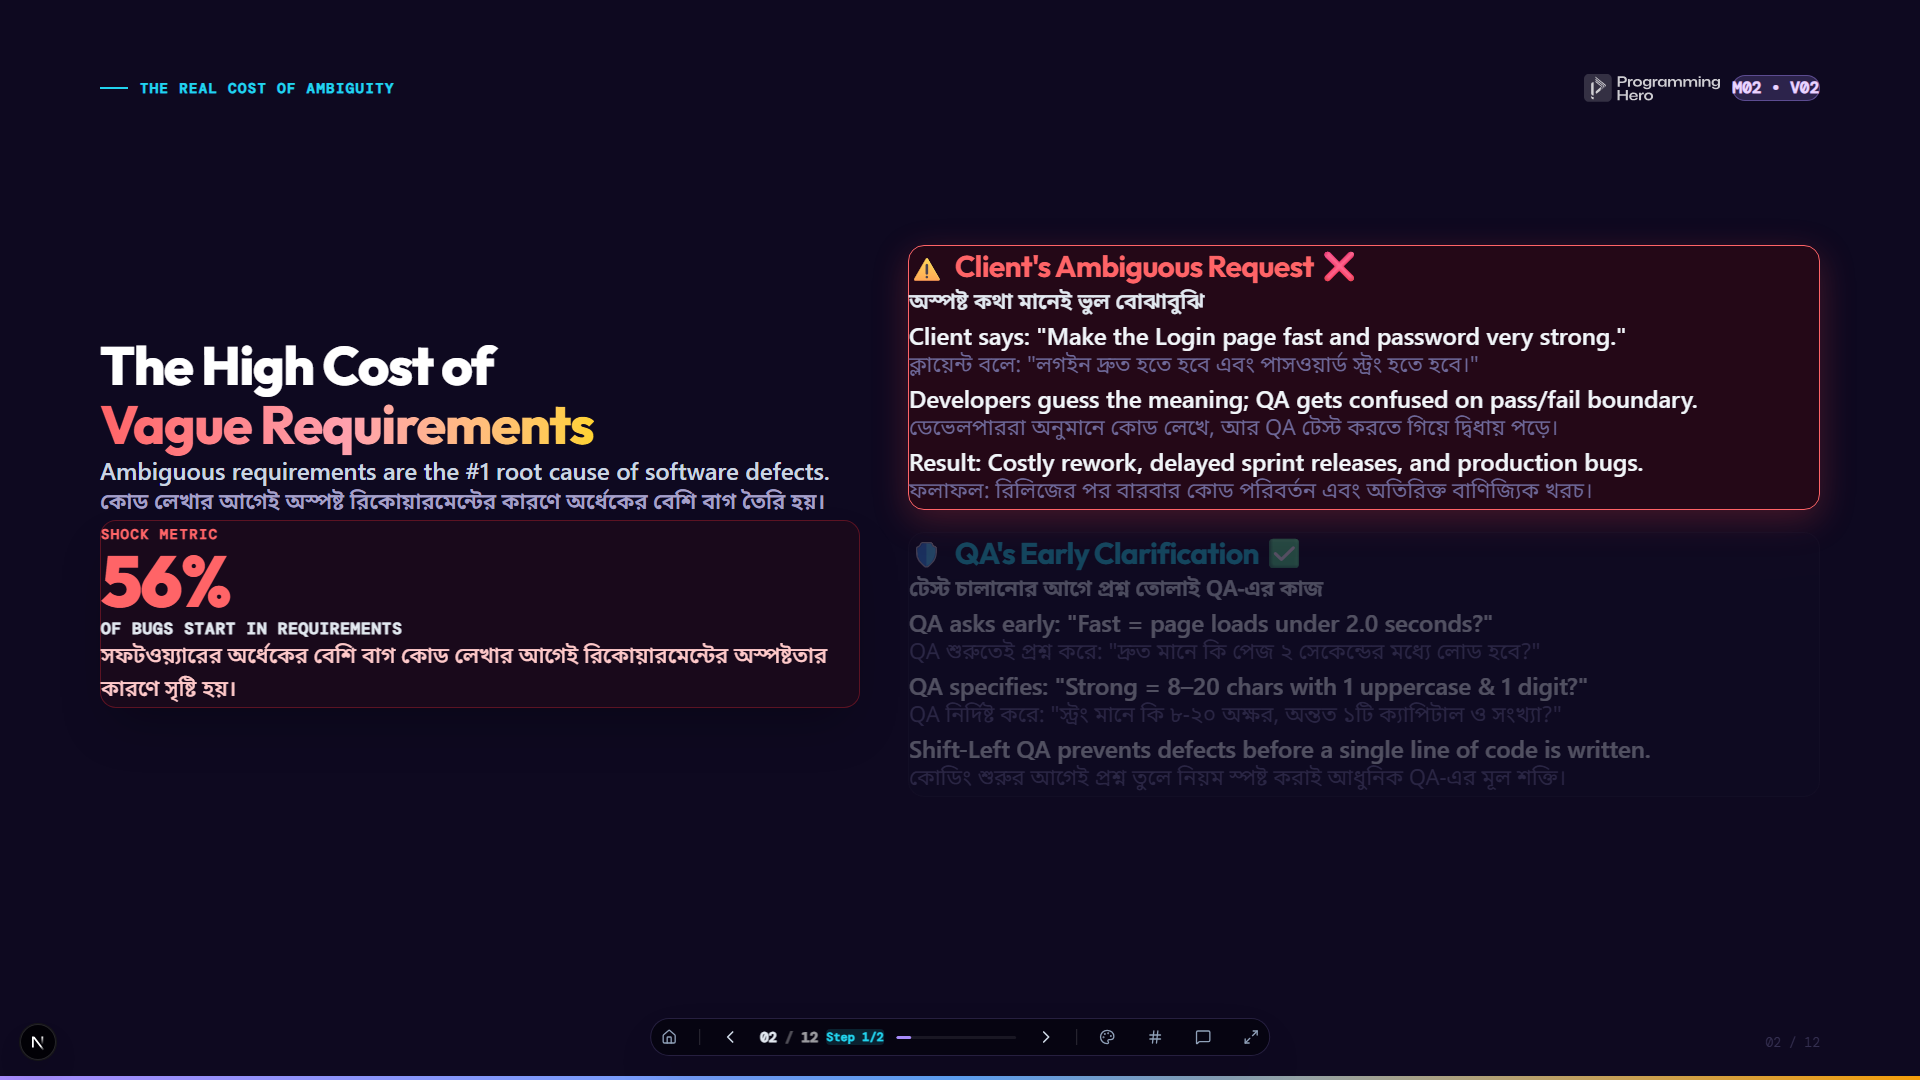 THE REAL COST OF AMBIGUITY
Programming
Hero
M02 • V02
The High Cost of
Vague Requirements
Ambiguous requirements are the #1 root cause of software defects.
কোড লেখার আগেই অস্পষ্ট রিকোয়ারমেন্টের কারণে অর্ধেকের বেশি বাগ তৈরি হয়।
SHOCK METRIC
56%
OF BUGS START IN REQUIREMENTS
সফটওয়্যারের অর্ধেকের বেশি বাগ কোড লেখার আগেই রিকোয়ারমেন্টের অস্পষ্টতার
কারণে সৃষ্টি হয়।
⚠️ Client's Ambiguous Request ❌
অস্পষ্ট কথা মানেই ভুল বোঝাবুঝি
Client says: "Make the Login page fast and password very strong."
ক্লায়েন্ট বলে: "লগইন দ্রুত হতে হবে এবং পাসওয়ার্ড স্ট্রং হতে হবে।"
Developers guess the meaning; QA gets confused on pass/fail boundary.
ডেভেলপাররা অনুমানে কোড লেখে, আর QA টেস্ট করতে গিয়ে দ্বিধায় পড়ে।
Result: Costly rework, delayed sprint releases, and production bugs.
ফলাফল: রিলিজের পর বারবার কোড পরিবর্তন এবং অতিরিক্ত বাণিজ্যিক খরচ।
🛡️ QA's Early Clarification ✅
টেস্ট চালানোর আগে প্রশ্ন তোলাই QA-এর কাজ
QA asks early: "Fast = page loads under 2.0 seconds?"
QA শুরুতেই প্রশ্ন করে: "দ্রুত মানে কি পেজ ২ সেকেন্ডের মধ্যে লোড হবে?"
QA specifies: "Strong = 8–20 chars with 1 uppercase & 1 digit?"
QA নির্দিষ্ট করে: "স্ট্রং মানে কি ৮-২০ অক্ষর, অন্তত ১টি ক্যাপিটাল ও সংখ্যা?"
Shift-Left QA prevents defects before a single line of code is written.
কোডিং শুরুর আগেই প্রশ্ন তুলে নিয়ম স্পষ্ট করাই আধুনিক QA-এর মূল শক্তি।
N
02 / 12 Step 1/2
02 / 12